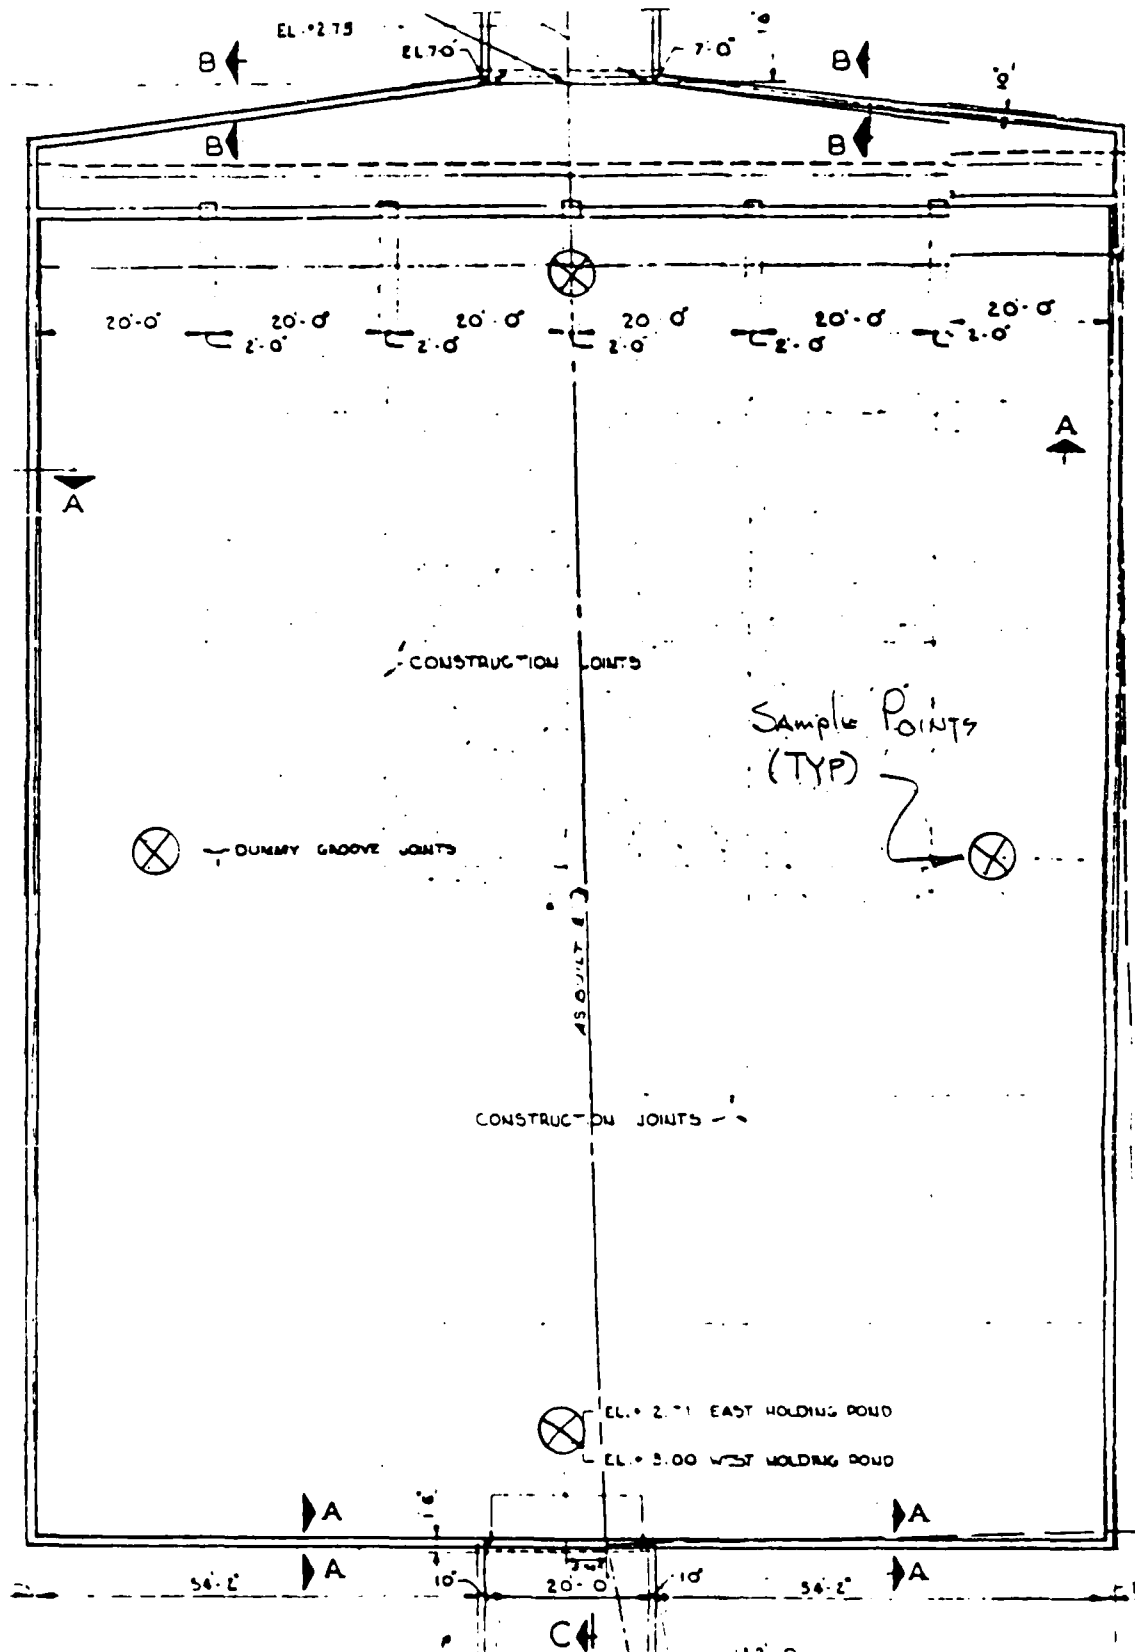 EL.+2.75
EL 7.0'
7'-0"
B
B
B
B
20'-0"
20'-0"
20'-0"
20'-0"
20'-0"
20'-0"
2'-0"
2'-0"
2'-0"
2'-0"
2'-0"
A
A
CONSTRUCTION JOINTS
SAmple POINTS
(TYP)
DUMMY GROOVE JOINTS
AS BUILT
CONSTRUCTION JOINTS
EAST HOLDING POND
WEST HOLDING POND
A
A
A
A
54'-2"
10"
20'-0"
10"
54'-2"
C